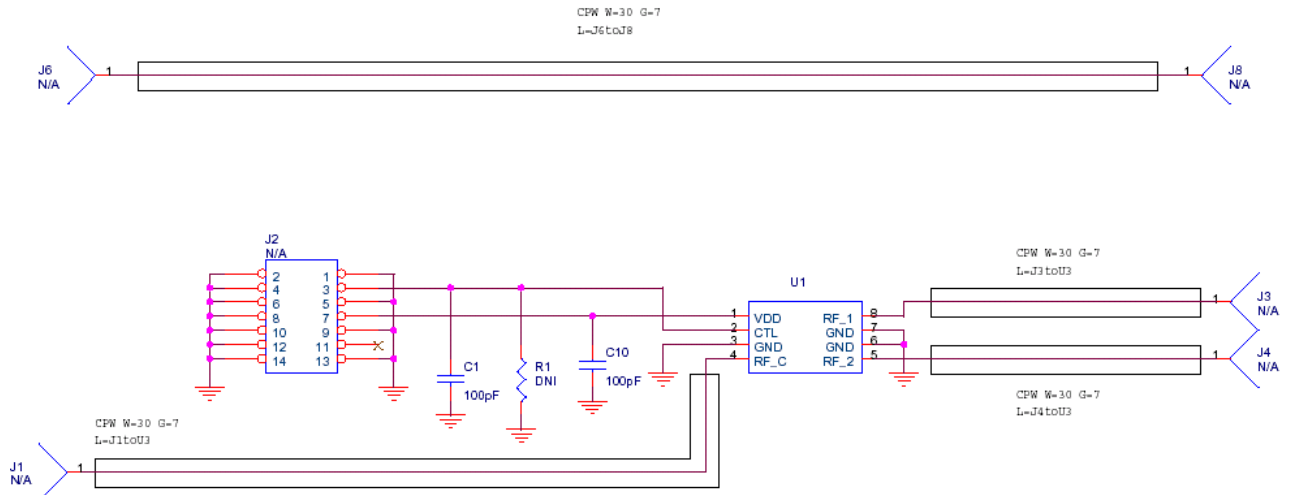 CPW W=30 G=7
L=J6toJ8
J6
N/A
1
1
J8
N/A
J2
N/A
2 1
4 3
6 5
8 7
10 9
12 11
14 13
C1
100pF
R1
DNI
C10
100pF
U1
1 VDD RF_1 8
2 CTL GND 7
3 GND GND 6
4 RF_C RF_2 5
CPW W=30 G=7
L=J3toU3
1
J3
N/A
1
J4
N/A
CPW W=30 G=7
L=J4toU3
CPW W=30 G=7
L=J1toU3
J1
N/A
1